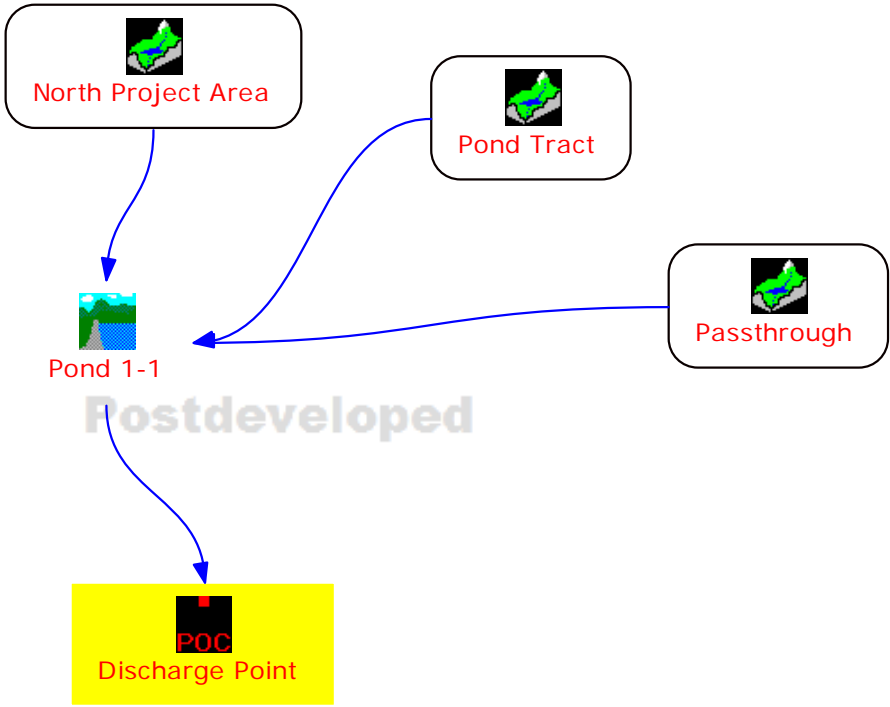 North Project Area
Pond Tract
Passthrough
Pond 1-1
Postdeveloped
POC
Discharge Point